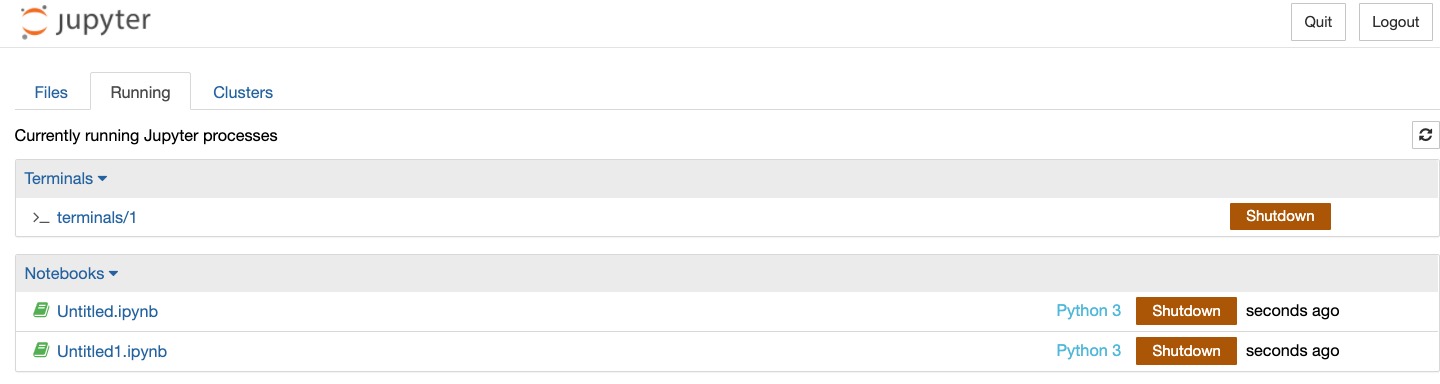 jupyter Quit Logout
Files Running Clusters
Currently running Jupyter processes
Terminals
>_ terminals/1 Shutdown
Notebooks
Untitled.ipynb Python 3 Shutdown seconds ago
Untitled1.ipynb Python 3 Shutdown seconds ago